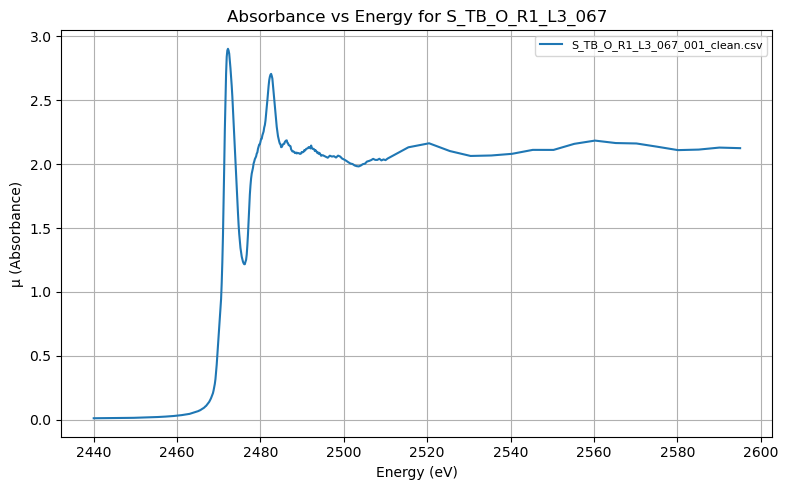 Absorbance vs Energy for S_TB_O_R1_L3_067
S_TB_O_R1_L3_067_001_clean.csv
3.0
2.5
2.0
1.5
1.0
0.5
0.0
μ (Absorbance)
2440 2460 2480 2500 2520 2540 2560 2580 2600
Energy (eV)